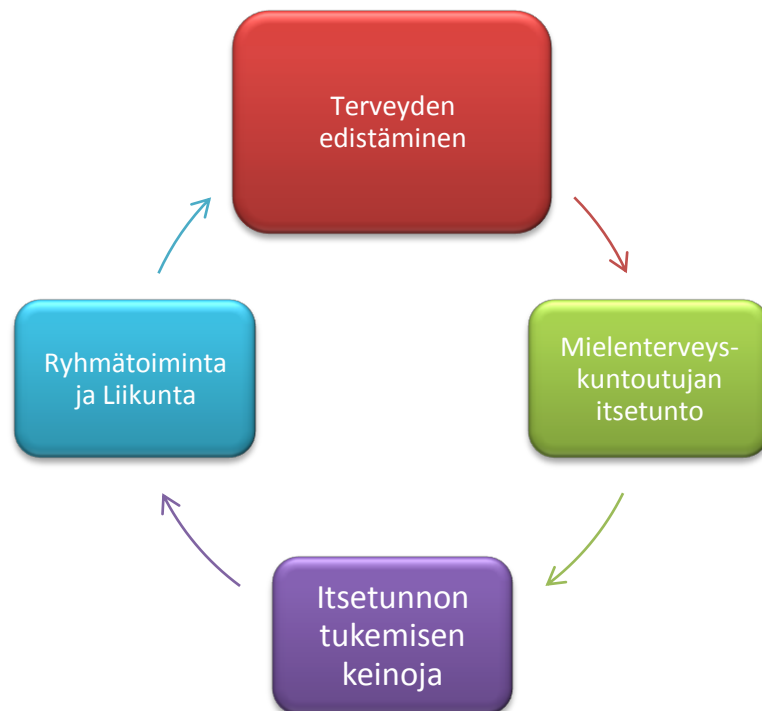 Terveyden
edistäminen
Mielenterveys-
kuntoutujan
itsetunto
Itsetunnon
tukemisen
keinoja
Ryhmätoiminta
ja Liikunta